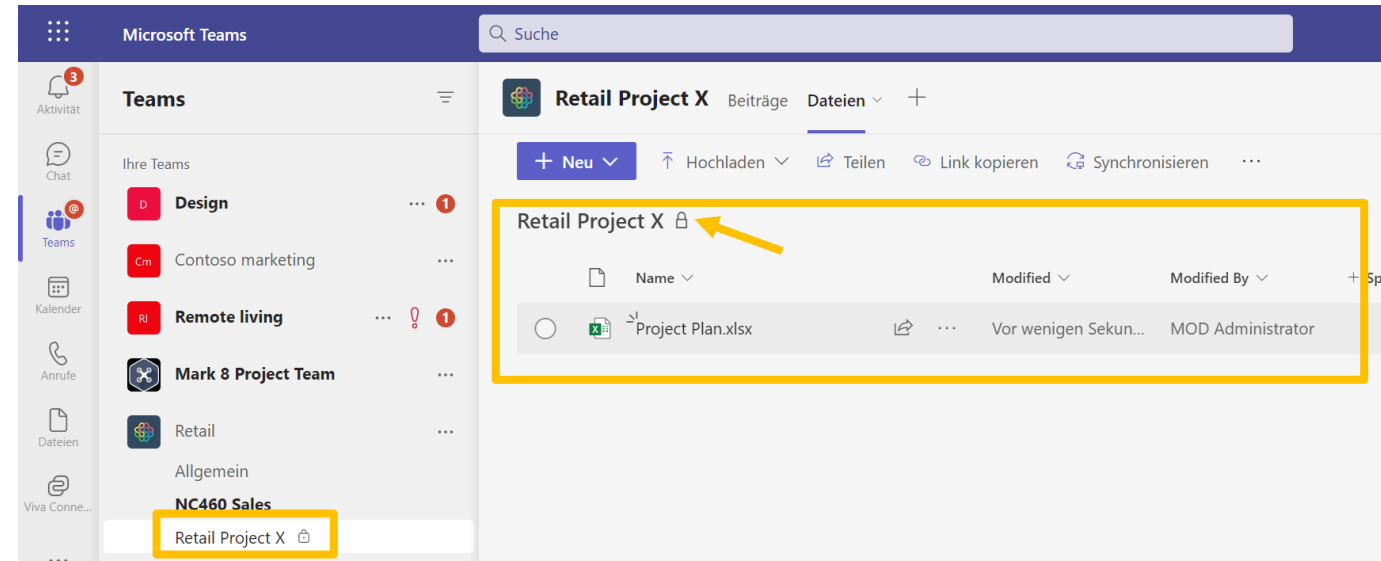 Microsoft Teams
Suche
3
Aktivität
Chat
@
Teams
Kalender
Anrufe
Dateien
Viva Conne...
Teams
Ihre Teams
D Design ... 1
Cm Contoso marketing ...
RI Remote living ... 1
Mark 8 Project Team ...
Retail ...
Allgemein
NC460 Sales
Retail Project X
Retail Project X Beiträge Dateien
Neu Hochladen Teilen Link kopieren Synchronisieren ...
Retail Project X
Name Modified Modified By + Sp
Project Plan.xlsx ... Vor wenigen Sekun... MOD Administrator